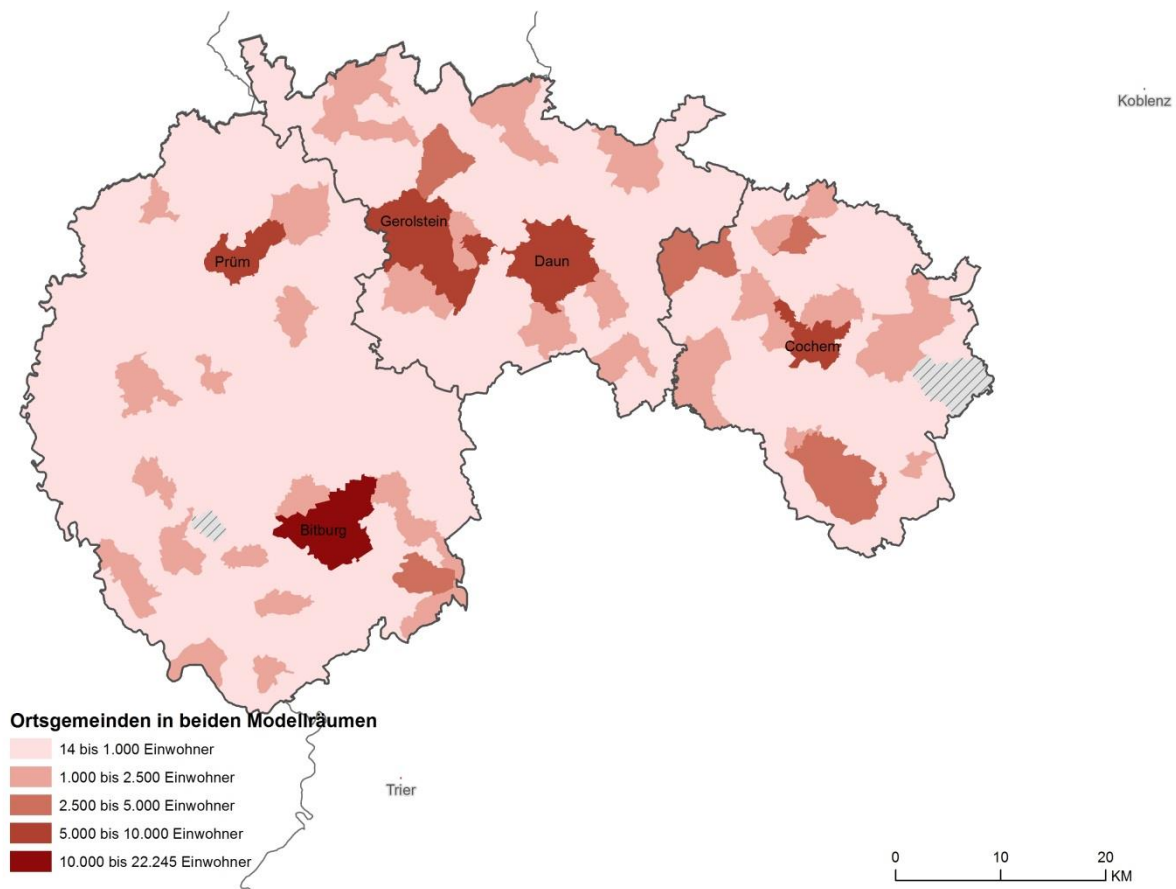 Koblenz
Gerolstein
Prüm
Daun
Cochem
Bitburg
Ortsgemeinden in beiden Modellräumen
14 bis 1.000 Einwohner
1.000 bis 2.500 Einwohner
2.500 bis 5.000 Einwohner
5.000 bis 10.000 Einwohner
10.000 bis 22.245 Einwohner
Trier
0 10 20
KM